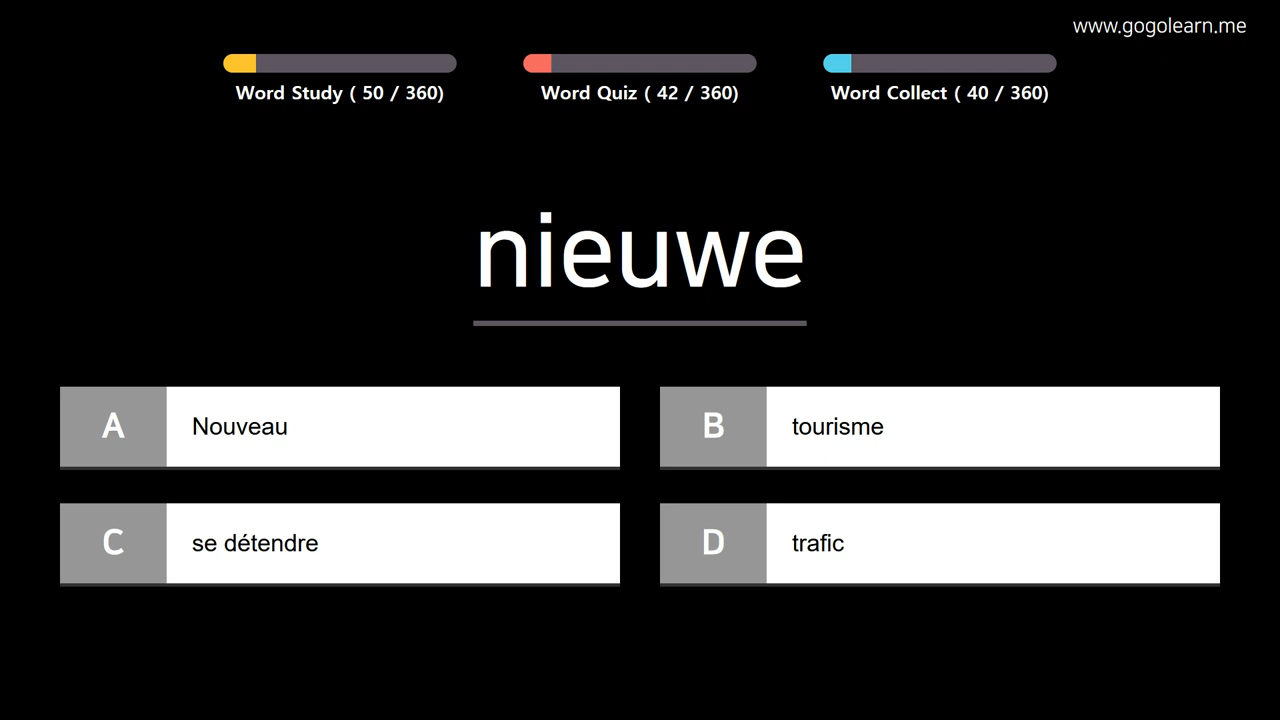 www.gogolearn.me
Word Study ( 50 / 360)
Word Quiz ( 42 / 360)
Word Collect ( 40 / 360)
nieuwe
A Nouveau
B tourisme
C se détendre
D trafic